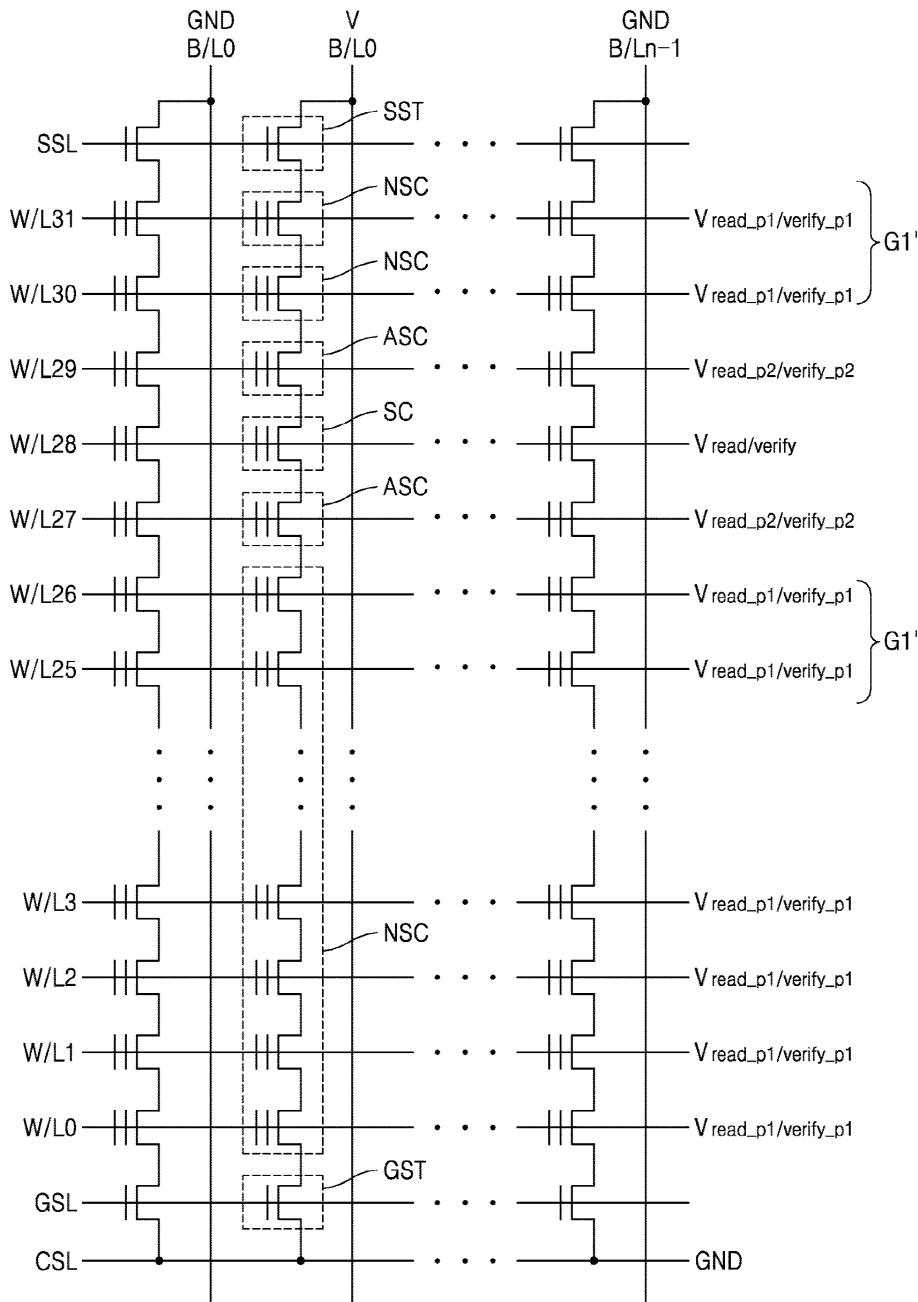 GND V GND
B/L0 B/L0 B/Ln-1
SST
SSL
NSC
W/L31 Vread_p1/verify_p1
G1'
NSC
W/L30 Vread_p1/verify_p1
ASC
W/L29 Vread_p2/verify_p2
SC
W/L28 Vread/verify
ASC
W/L27 Vread_p2/verify_p2
W/L26 Vread_p1/verify_p1
G1'
W/L25 Vread_p1/verify_p1
W/L3 Vread_p1/verify_p1
NSC
W/L2 Vread_p1/verify_p1
W/L1 Vread_p1/verify_p1
W/L0 Vread_p1/verify_p1
GST
GSL
CSL GND